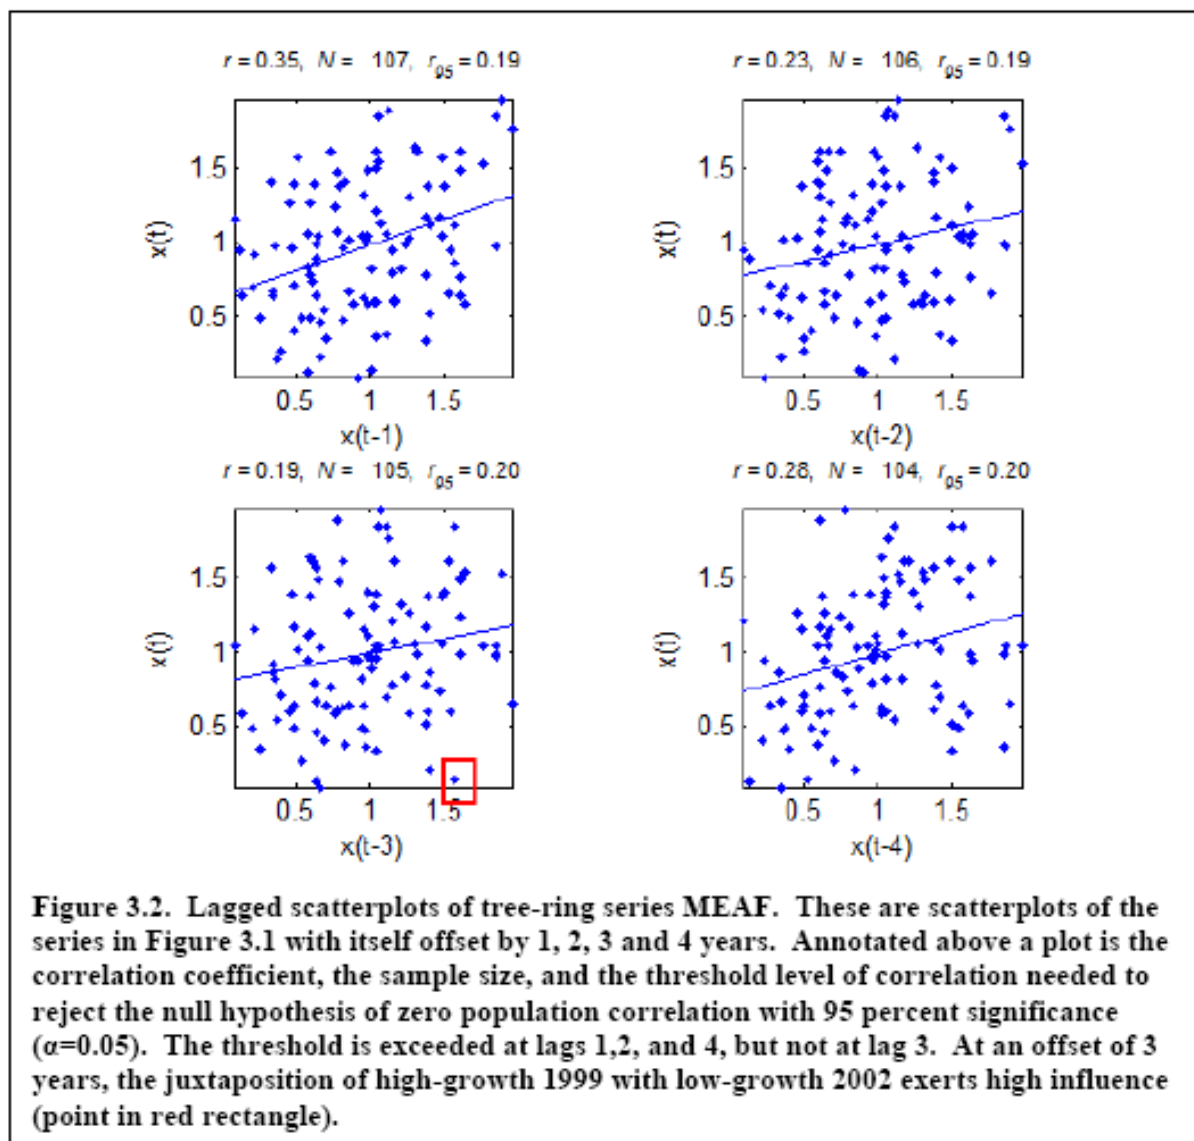 r = 0.35, N = 107, r95 = 0.19
r = 0.23, N = 106, r95 = 0.19
1.5
1
0.5
x(t)
0.5 1 1.5
x(t-1)
1.5
1
0.5
x(t)
0.5 1 1.5
x(t-2)
r = 0.19, N = 105, r95 = 0.20
r = 0.28, N = 104, r95 = 0.20
1.5
1
0.5
x(t)
0.5 1 1.5
x(t-3)
1.5
1
0.5
x(t)
0.5 1 1.5
x(t-4)
Figure 3.2. Lagged scatterplots of tree-ring series MEAF. These are scatterplots of the
series in Figure 3.1 with itself offset by 1, 2, 3 and 4 years. Annotated above a plot is the
correlation coefficient, the sample size, and the threshold level of correlation needed to
reject the null hypothesis of zero population correlation with 95 percent significance
(α=0.05). The threshold is exceeded at lags 1,2, and 4, but not at lag 3. At an offset of 3
years, the juxtaposition of high-growth 1999 with low-growth 2002 exerts high influence
(point in red rectangle).